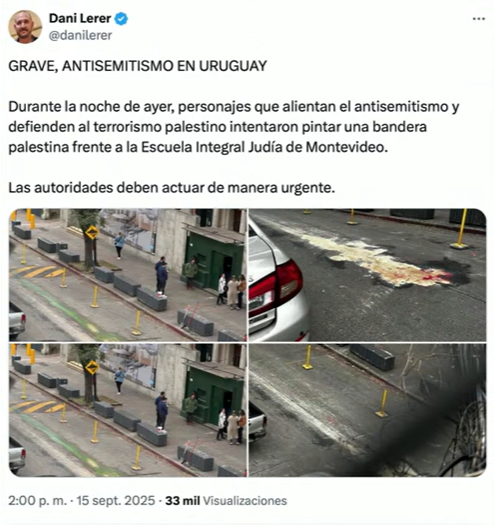 Dani Lerer
@danilerer
GRAVE, ANTISEMITISMO EN URUGUAY
Durante la noche de ayer, personajes que alientan el antisemitismo y
defienden al terrorismo palestino intentaron pintar una bandera
palestina frente a la Escuela Integral Judía de Montevideo.
Las autoridades deben actuar de manera urgente.
2:00 p. m. · 15 sept. 2025 · 33 mil Visualizaciones